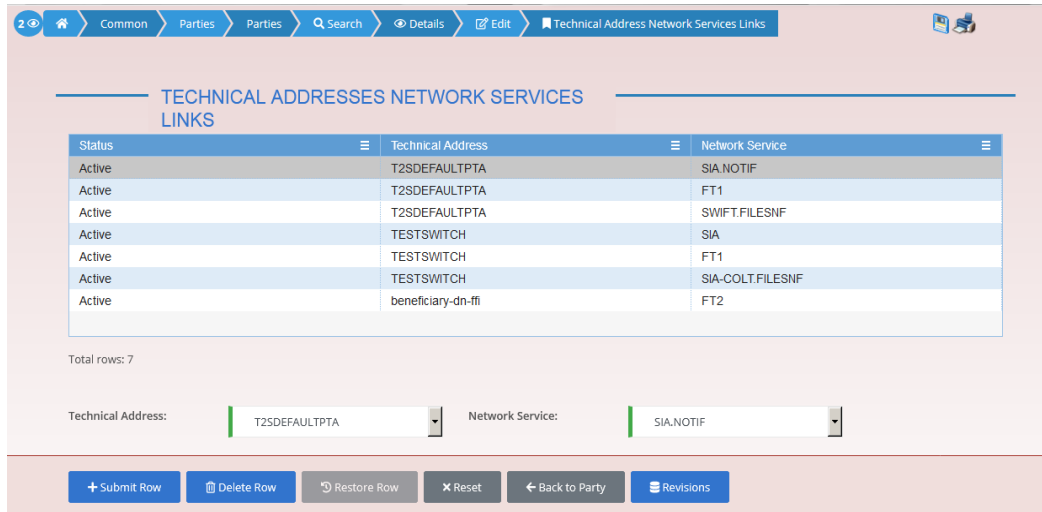 2 Common Parties Parties Search Details Edit Technical Address Network Services Links
TECHNICAL ADDRESSES NETWORK SERVICES
LINKS
Status Technical Address Network Service
Active T2SDEFAULTPTA SIA.NOTIF
Active T2SDEFAULTPTA FT1
Active T2SDEFAULTPTA SWIFT.FILESNF
Active TESTSWITCH SIA
Active TESTSWITCH FT1
Active TESTSWITCH SIA-COLT.FILESNF
Active beneficiary-dn-ffi FT2
Total rows: 7
Technical Address: T2SDEFAULTPTA Network Service: SIA.NOTIF
Submit Row Delete Row Restore Row Reset Back to Party Revisions